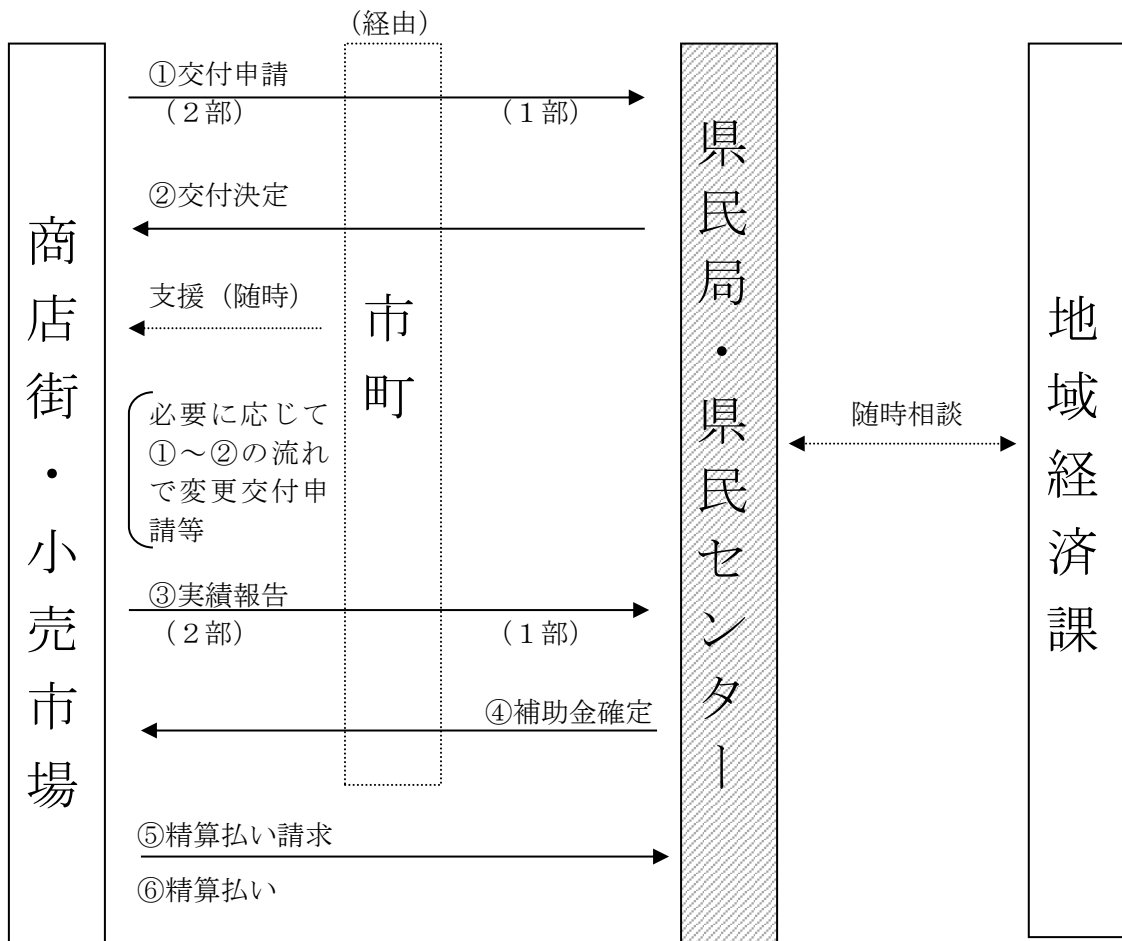 （経由）
①交付申請
（２部）
（１部）
②交付決定
支援（随時）
必要に応じて
①～②の流れ
で変更交付申
請等
③実績報告
（２部）
（１部）
④補助金確定
⑤精算払い請求
⑥精算払い
商店街・小売市場
市町
県民局・県民センター
随時相談
地域経済課